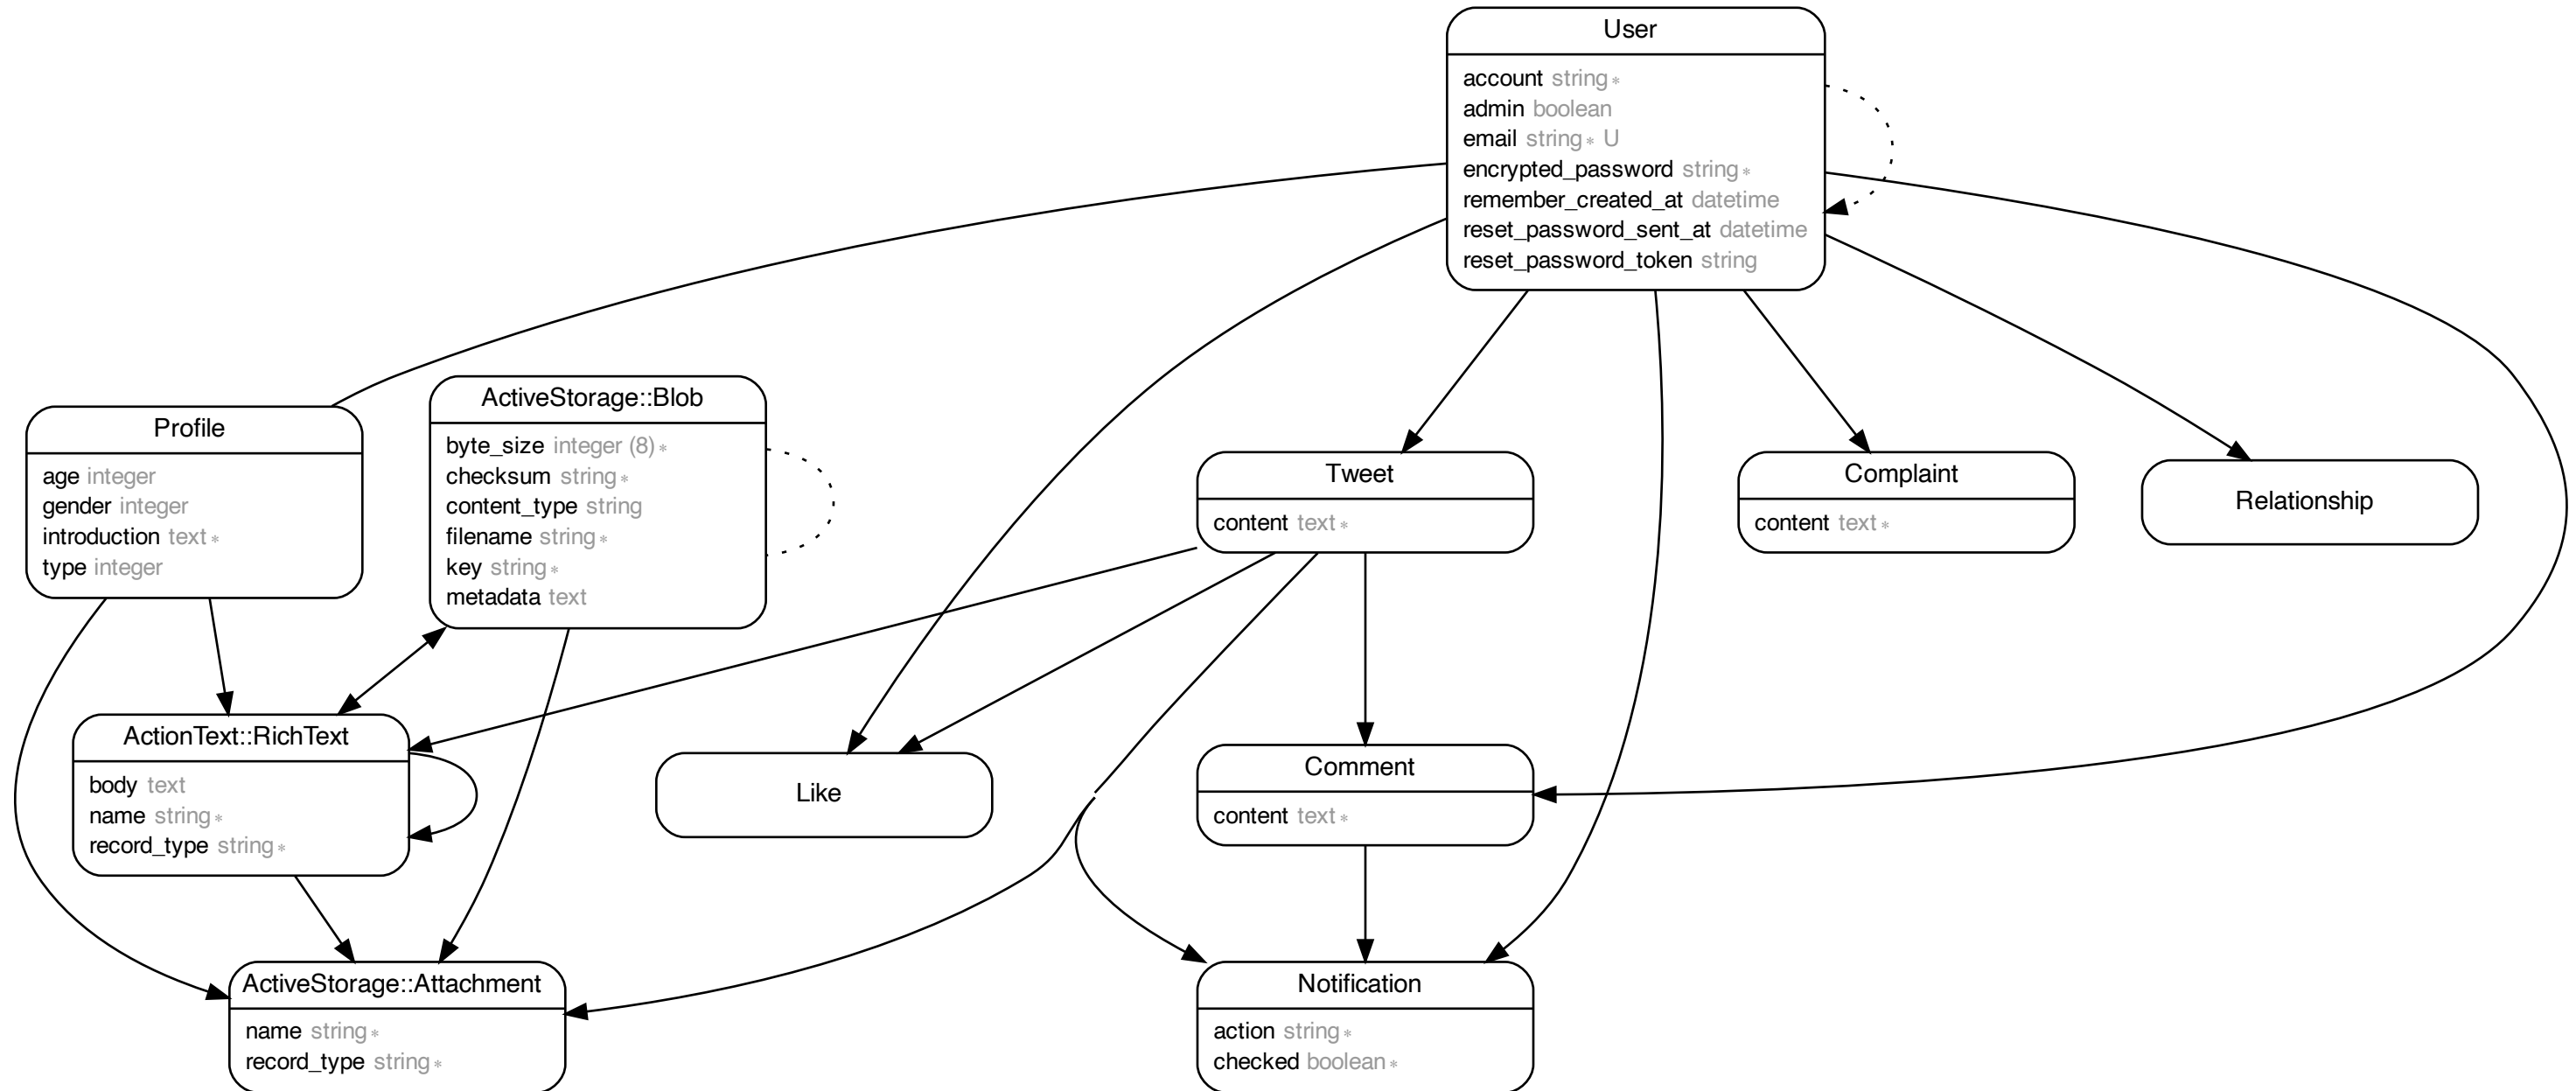 User
account string∗
admin boolean
email string∗ U
encrypted_password string∗
remember_created_at datetime
reset_password_sent_at datetime
reset_password_token string
Profile
age integer
gender integer
introduction text∗
type integer
ActiveStorage::Blob
byte_size integer (8)∗
checksum string∗
content_type string
filename string∗
key string∗
metadata text
Tweet
content text∗
Complaint
content text∗
Relationship
ActionText::RichText
body text
name string∗
record_type string∗
Like
Comment
content text∗
ActiveStorage::Attachment
name string∗
record_type string∗
Notification
action string∗
checked boolean∗